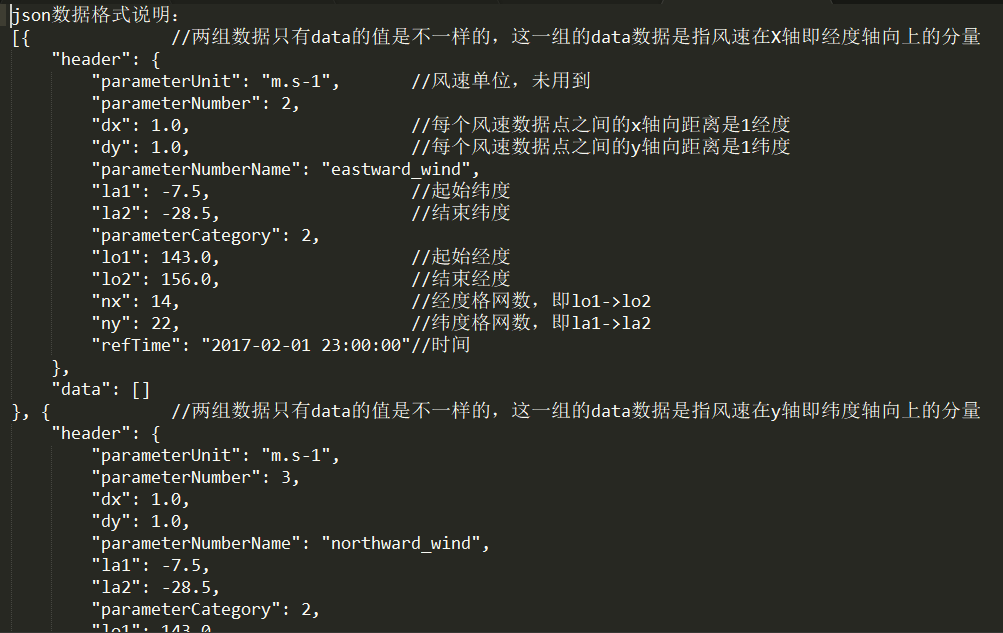 json数据格式说明：
[{ //两组数据只有data的值是不一样的，这一组的data数据是指风速在X轴即经度轴向上的分量
"header": {
"parameterUnit": "m.s-1", //风速单位，未用到
"parameterNumber": 2,
"dx": 1.0, //每个风速数据点之间的x轴向距离是1经度
"dy": 1.0, //每个风速数据点之间的y轴向距离是1纬度
"parameterNumberName": "eastward_wind",
"la1": -7.5, //起始纬度
"la2": -28.5, //结束纬度
"parameterCategory": 2,
"lo1": 143.0, //起始经度
"lo2": 156.0, //结束经度
"nx": 14, //经度格网数，即lo1->lo2
"ny": 22, //纬度格网数，即la1->la2
"refTime": "2017-02-01 23:00:00"//时间
},
"data": []
}, { //两组数据只有data的值是不一样的，这一组的data数据是指风速在y轴即纬度轴向上的分量
"header": {
"parameterUnit": "m.s-1",
"parameterNumber": 3,
"dx": 1.0,
"dy": 1.0,
"parameterNumberName": "northward_wind",
"la1": -7.5,
"la2": -28.5,
"parameterCategory": 2,
"lo1": 143.0